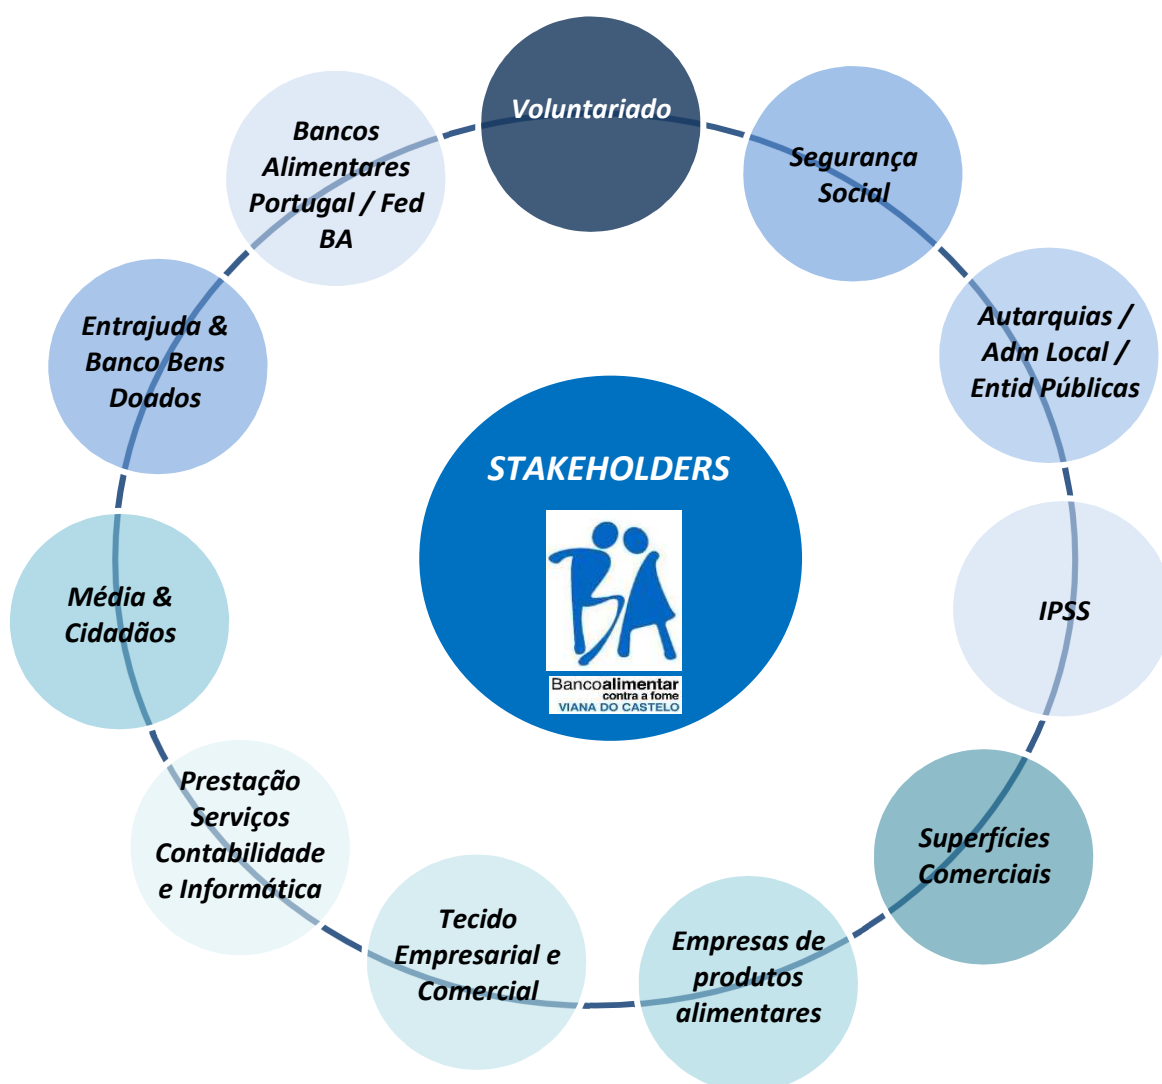 Voluntariado
Segurança
Social
Autarquias /
Adm Local /
Entid Públicas
IPSS
Superfícies
Comerciais
Empresas de
produtos
alimentares
Tecido
Empresarial e
Comercial
Prestação
Serviços
Contabilidade
e Informática
Média &
Cidadãos
Entrajuda &
Banco Bens
Doados
Bancos
Alimentares
Portugal / Fed
BA
STAKEHOLDERS
BA
Bancoalimentar
contra a fome
VIANA DO CASTELO